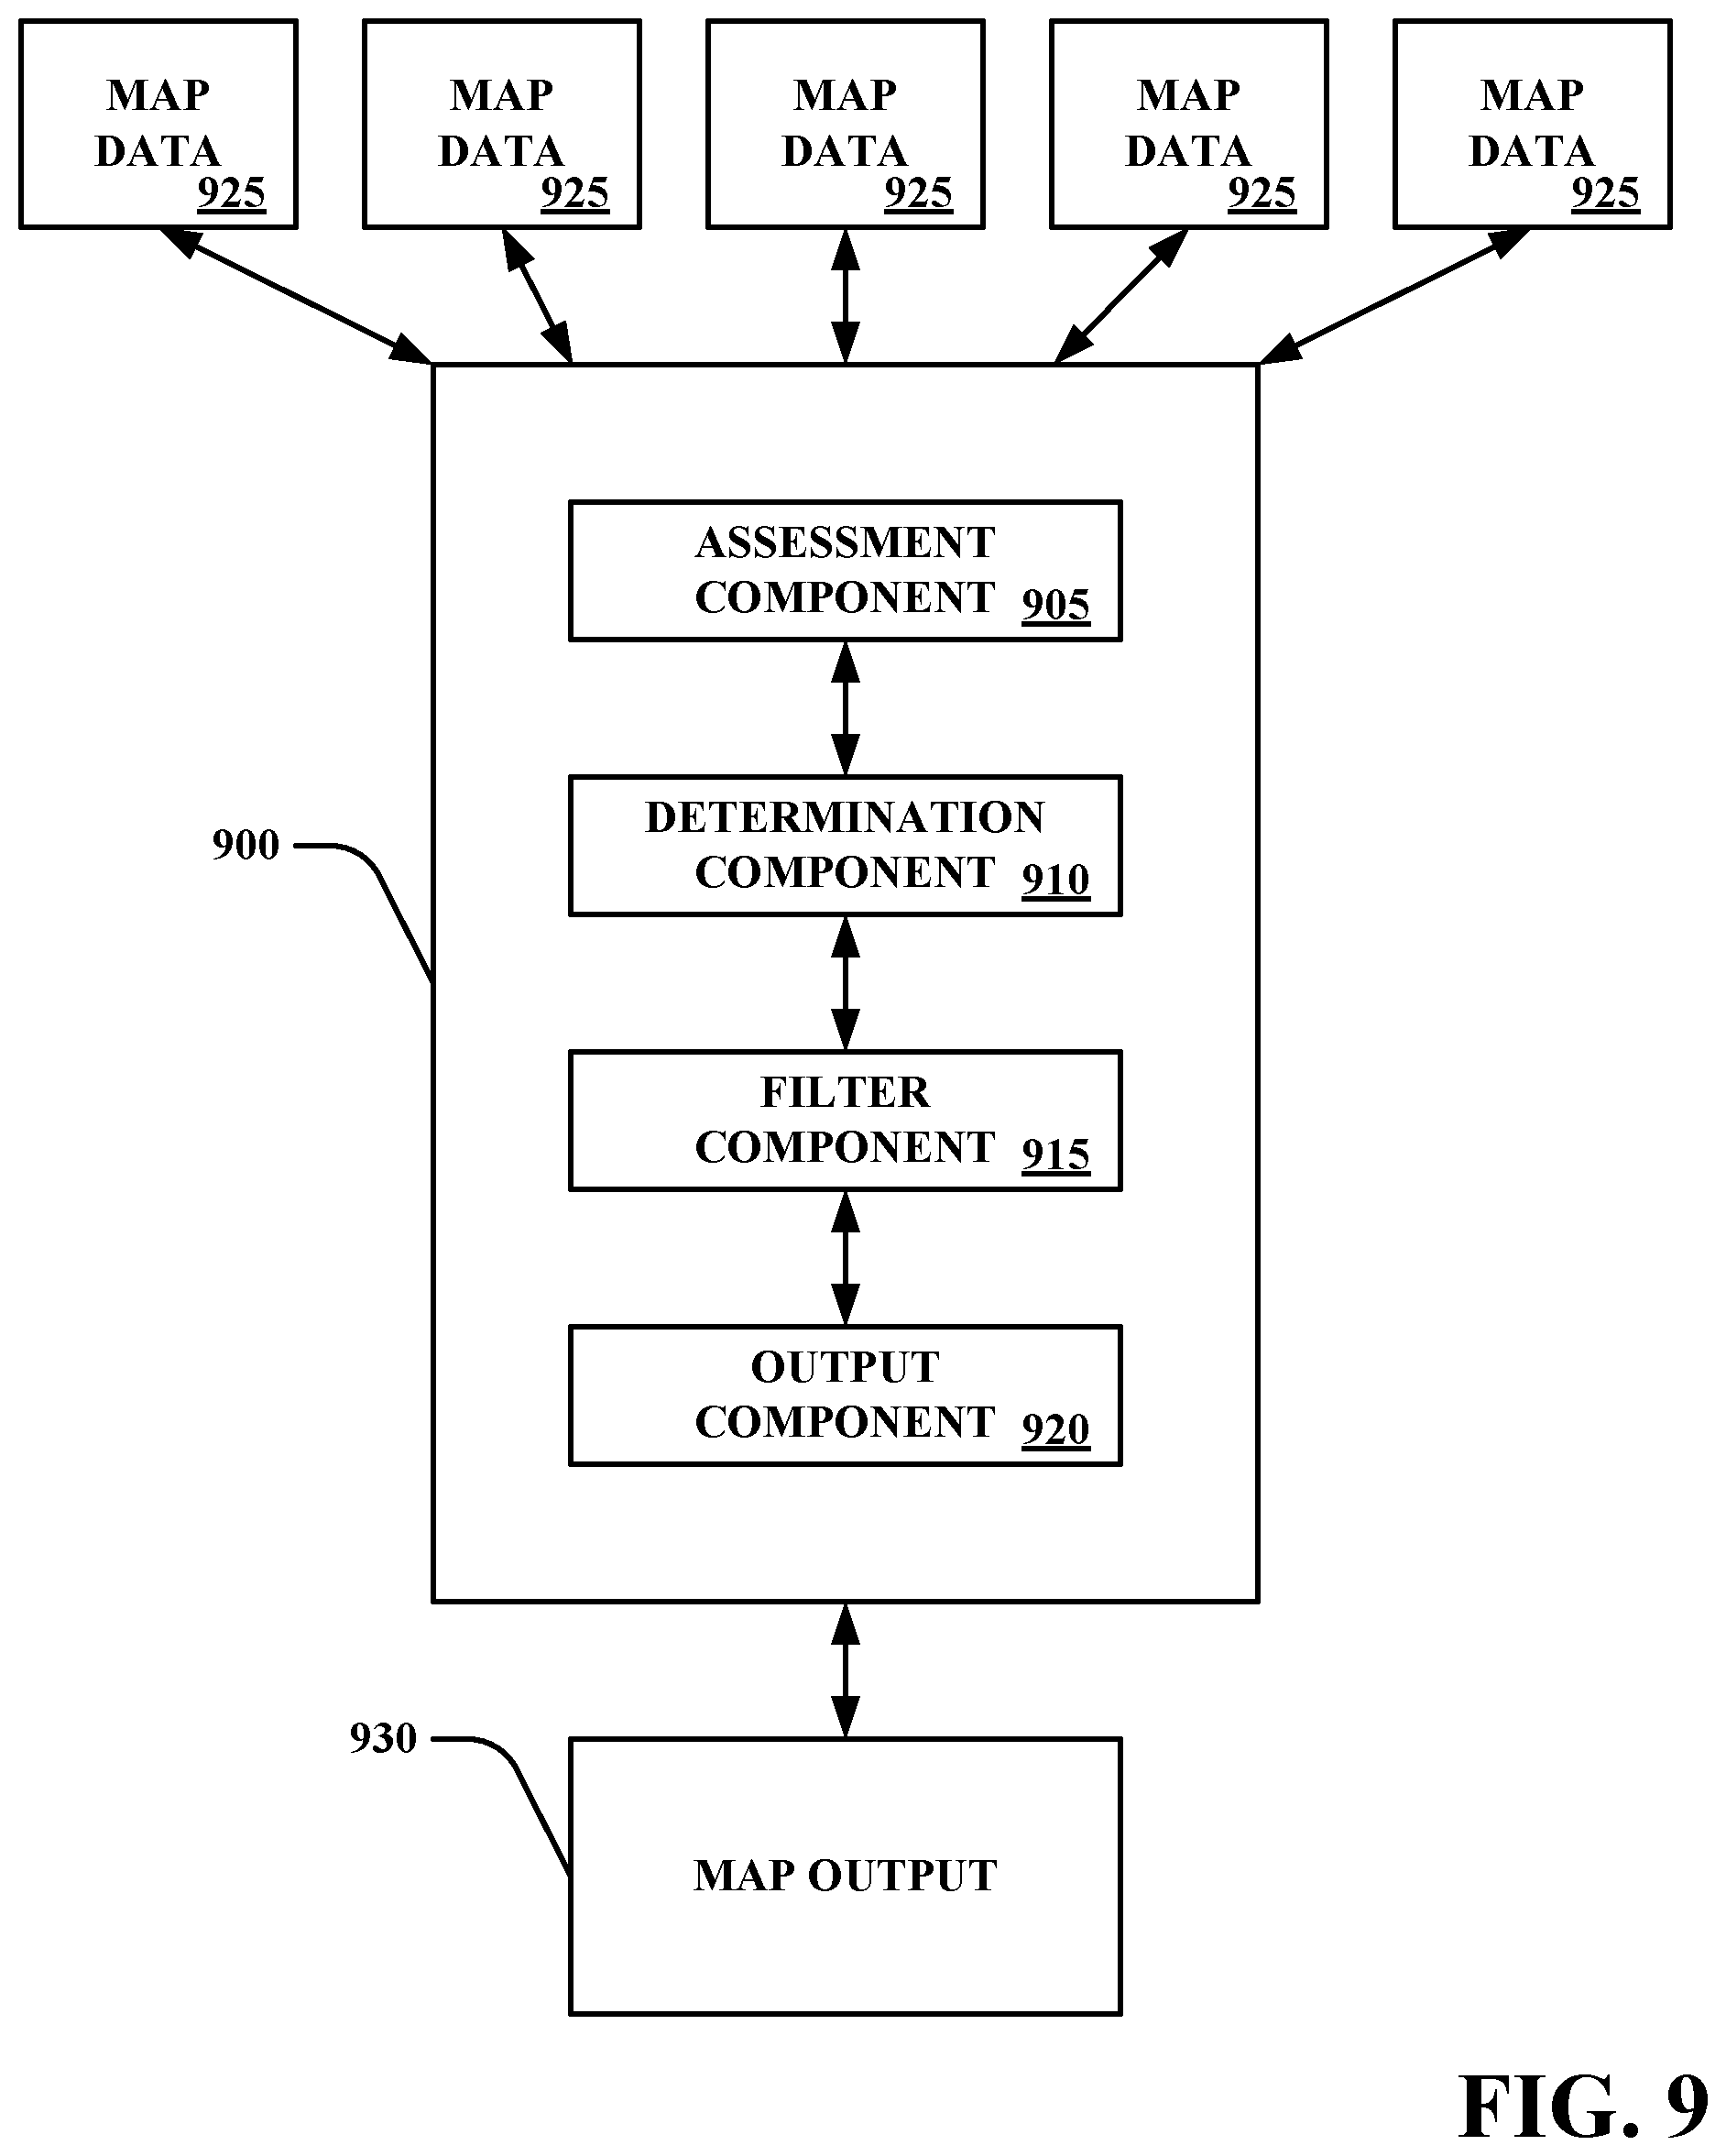 MAP
DATA
925
MAP
DATA
925
MAP
DATA
925
MAP
DATA
925
MAP
DATA
925
ASSESSMENT
COMPONENT 905
DETERMINATION
COMPONENT 910
900
FILTER
COMPONENT 915
OUTPUT
COMPONENT 920
930
MAP OUTPUT
FIG. 9